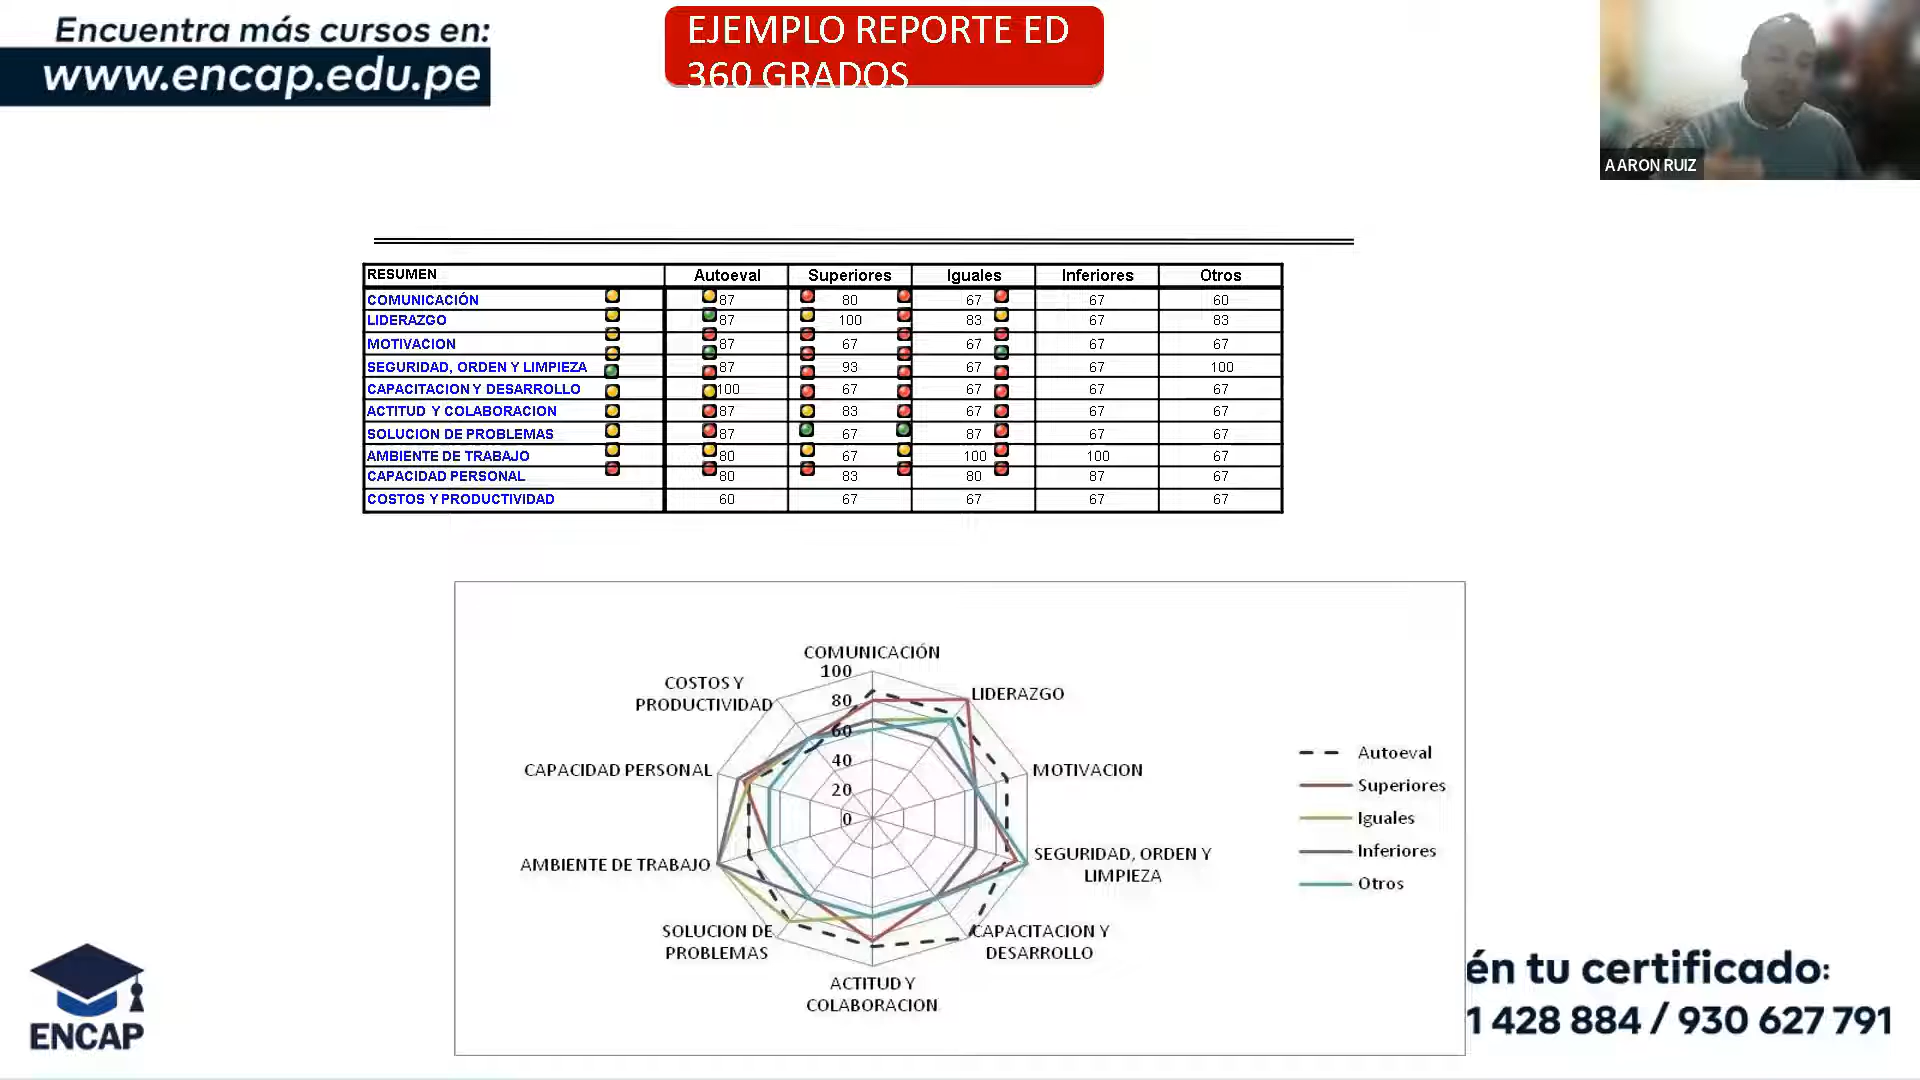 Encuentra más cursos en:
www.encap.edu.pe
EJEMPLO REPORTE ED
360 GRADOS
AARON RUIZ
RESUMEN Autoeval Superiores Iguales Inferiores Otros
COMUNICACIÓN 87 80 67 67 60
LIDERAZGO 87 100 83 67 83
MOTIVACION 87 67 67 67 67
SEGURIDAD, ORDEN Y LIMPIEZA 87 93 67 67 100
CAPACITACION Y DESARROLLO 100 67 67 67 67
ACTITUD Y COLABORACION 87 83 67 67 67
SOLUCION DE PROBLEMAS 87 67 87 67 67
AMBIENTE DE TRABAJO 80 67 100 100 67
CAPACIDAD PERSONAL 80 83 80 87 67
COSTOS Y PRODUCTIVIDAD 60 67 67 67 67
COMUNICACIÓN
LIDERAZGO
MOTIVACION
SEGURIDAD, ORDEN Y
LIMPIEZA
CAPACITACION Y
DESARROLLO
ACTITUD Y
COLABORACION
SOLUCION DE
PROBLEMAS
AMBIENTE DE TRABAJO
CAPACIDAD PERSONAL
COSTOS Y
PRODUCTIVIDAD
100
80
60
40
20
0
Autoeval
Superiores
Iguales
Inferiores
Otros
ENCAP
én tu certificado:
1 428 884 / 930 627 791